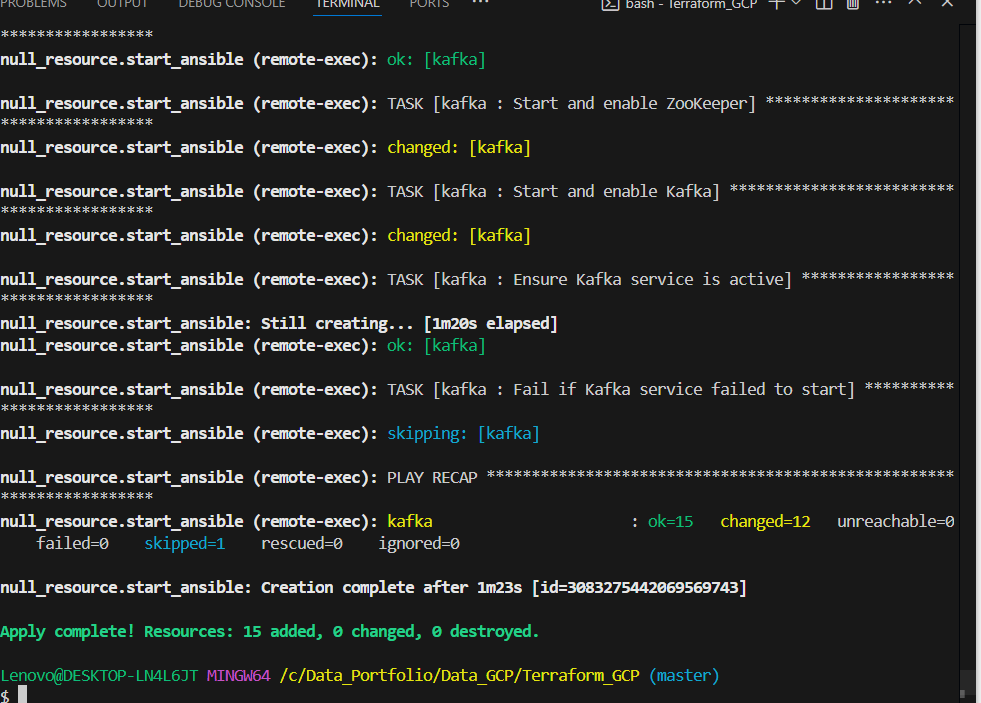 PROBLEMS OUTPUT DEBUG CONSOLE TERMINAL PORTS ··· bash - Terraform_GCP
*****************
null_resource.start_ansible (remote-exec): ok: [kafka]
null_resource.start_ansible (remote-exec): TASK [kafka : Start and enable ZooKeeper] *********************
*****************
null_resource.start_ansible (remote-exec): changed: [kafka]
null_resource.start_ansible (remote-exec): TASK [kafka : Start and enable Kafka] *************************
*****************
null_resource.start_ansible (remote-exec): changed: [kafka]
null_resource.start_ansible (remote-exec): TASK [kafka : Ensure Kafka service is active] *****************
*****************
null_resource.start_ansible: Still creating... [1m20s elapsed]
null_resource.start_ansible (remote-exec): ok: [kafka]
null_resource.start_ansible (remote-exec): TASK [kafka : Fail if Kafka service failed to start] **********
*****************
null_resource.start_ansible (remote-exec): skipping: [kafka]
null_resource.start_ansible (remote-exec): PLAY RECAP ****************************************************
*****************
null_resource.start_ansible (remote-exec): kafka : ok=15 changed=12 unreachable=0
failed=0 skipped=1 rescued=0 ignored=0
null_resource.start_ansible: Creation complete after 1m23s [id=3083275442069569743]
Apply complete! Resources: 15 added, 0 changed, 0 destroyed.
Lenovo@DESKTOP-LN4L6JT MINGW64 /c/Data_Portfolio/Data_GCP/Terraform_GCP (master)
$